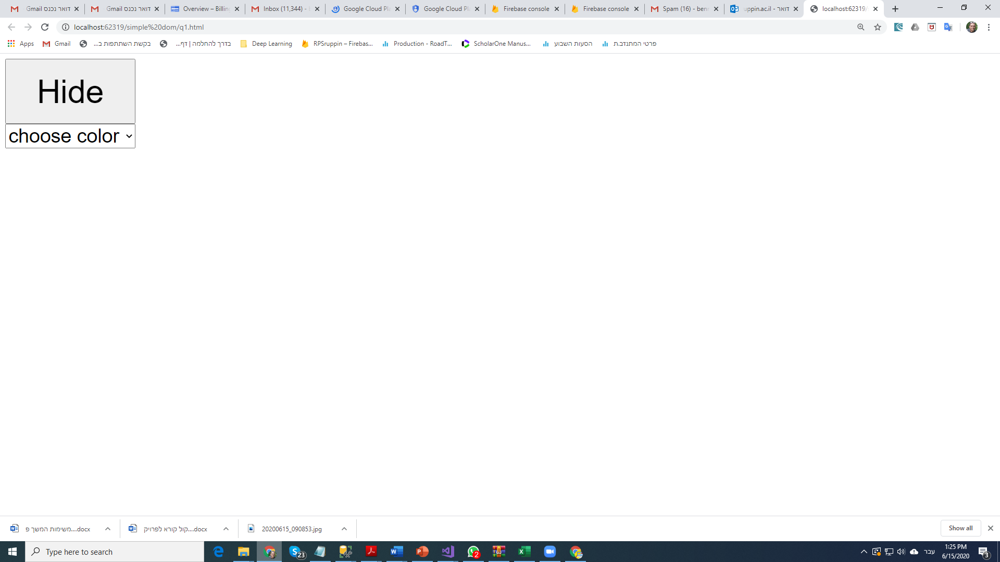 Gmail דואר נכנס
Gmail דואר נכנס
Overview – Billin
Inbox (11,344) -
Google Cloud Pl
Google Cloud Pl
Firebase console
Firebase console
Spam (16) - ben
uppin.ac.il - דואר
localhost:62319/
localhost:62319/simple%20dom/q1.html
Apps
Gmail
בקשת השתתפות ב...
בדרך להחלמה | דף...
Deep Learning
RPSruppin – Firebas...
Production - RoadT...
ScholarOne Manus...
הסעות השבוע
פרטי המתנדב.ת
Hide
choose color
משימות המשך פ....docx
קול קורא לפרויק....docx
20200615_090853.jpg
Show all
Type here to search
23
2
עבר
1:25 PM
6/15/2020
3